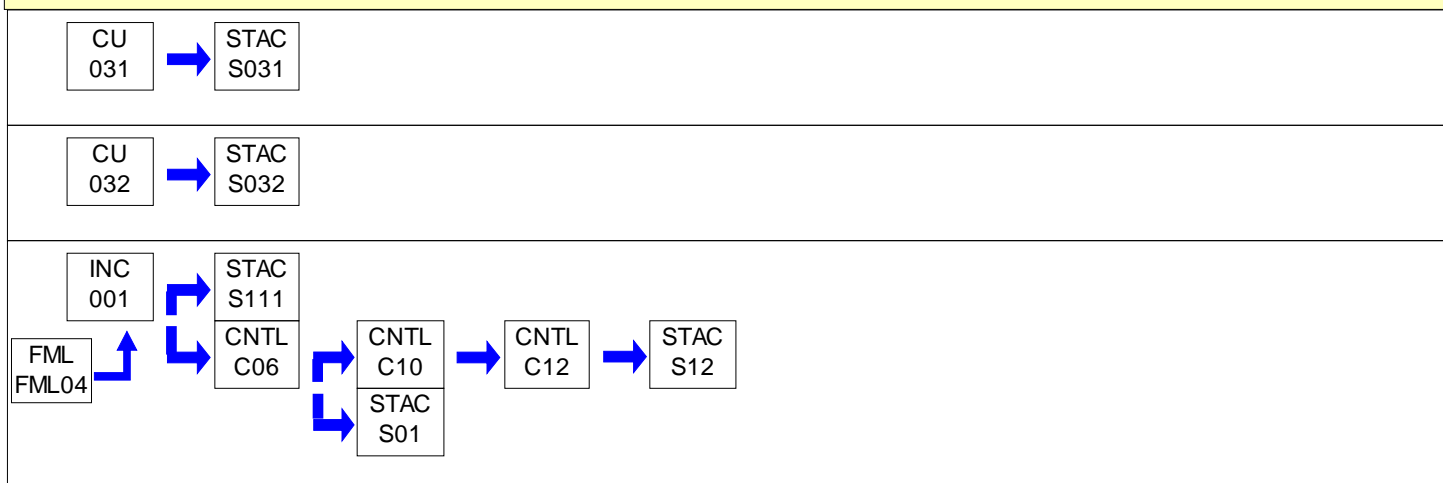 CU
031
STAC
S031
CU
032
STAC
S032
INC
001
STAC
S111
FML
FML04
CNTL
C06
CNTL
C10
CNTL
C12
STAC
S12
STAC
S01